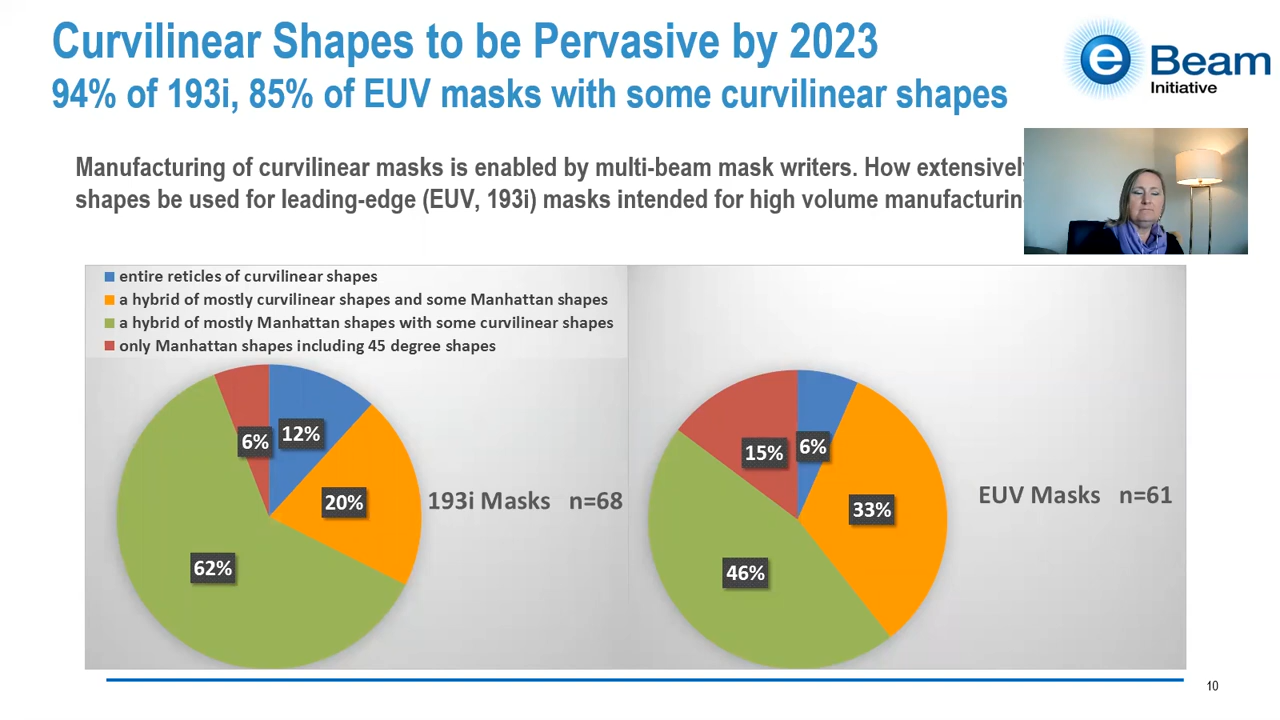 Curvilinear Shapes to be Pervasive by 2023
94% of 193i, 85% of EUV masks with some curvilinear shapes
e Beam
Initiative
Manufacturing of curvilinear masks is enabled by multi-beam mask writers. How extensively
shapes be used for leading-edge (EUV, 193i) masks intended for high volume
entire reticles of curvilinear shapes
a hybrid of mostly curvilinear shapes and some Manhattan shapes
a hybrid of mostly Manhattan shapes with some curvilinear shapes
only Manhattan shapes including 45 degree shapes
6%
12%
20%
62%
193i Masks n=68
15%
6%
33%
46%
EUV Masks n=61
10